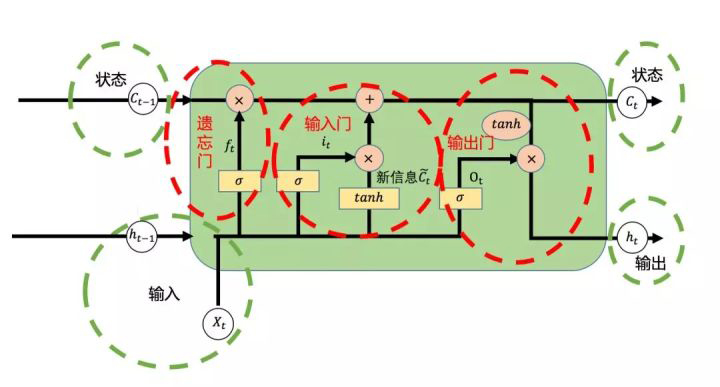 状态
C_{t-1}
×
+
tanh
状态
C_t
遗
忘
门
f_t
输入门
i_t
×
输出门
×
σ
σ
新信息C̃_t
tanh
O_t
σ
h_{t-1}
h_t
输出
输入
X_t